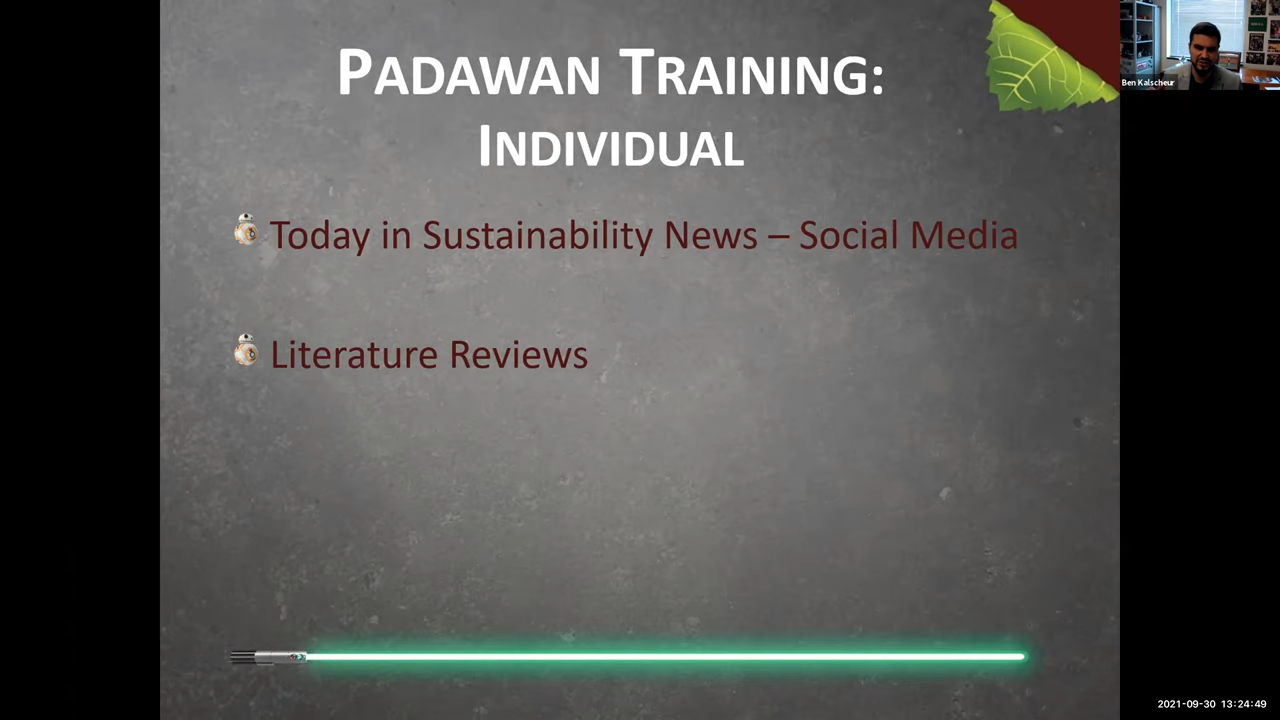 PADAWAN TRAINING:
INDIVIDUAL
Today in Sustainability News – Social Media
Literature Reviews
Ben Kalscheur
2021-09-30 13:24:49